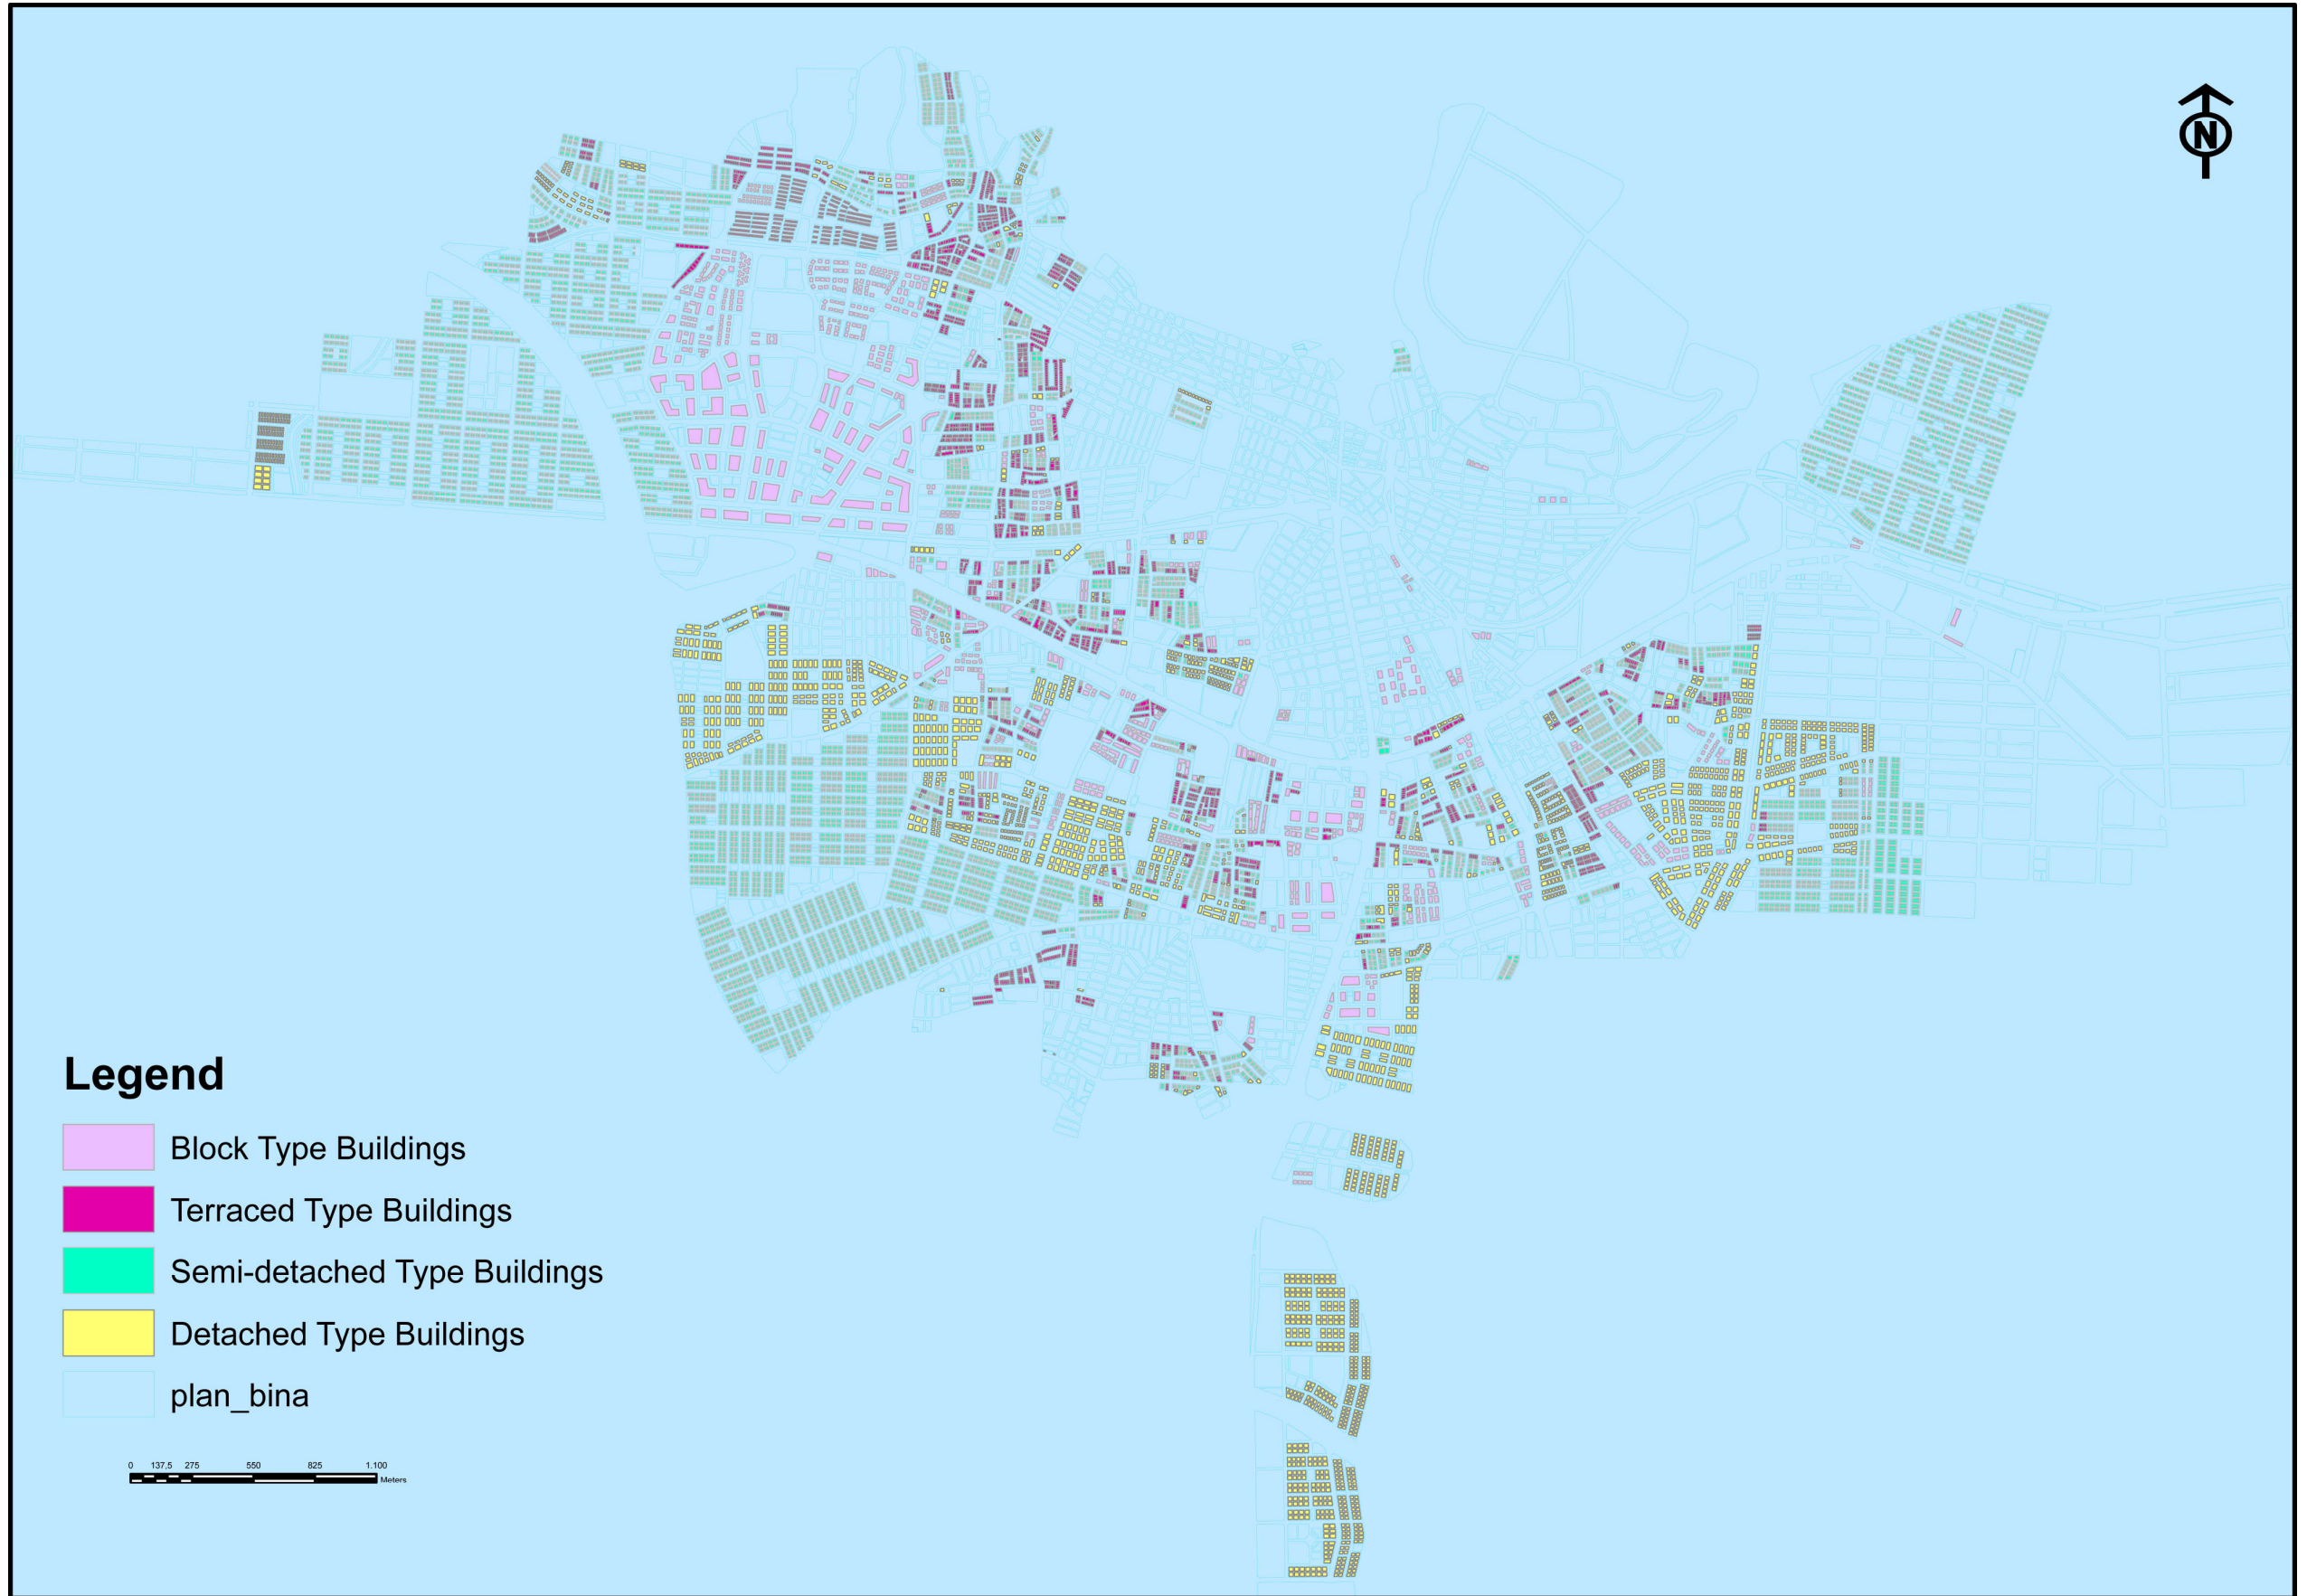 N
Legend
Block Type Buildings
Terraced Type Buildings
Semi-detached Type Buildings
Detached Type Buildings
plan_bina
0 137,5 275 550 825 1.100
Meters